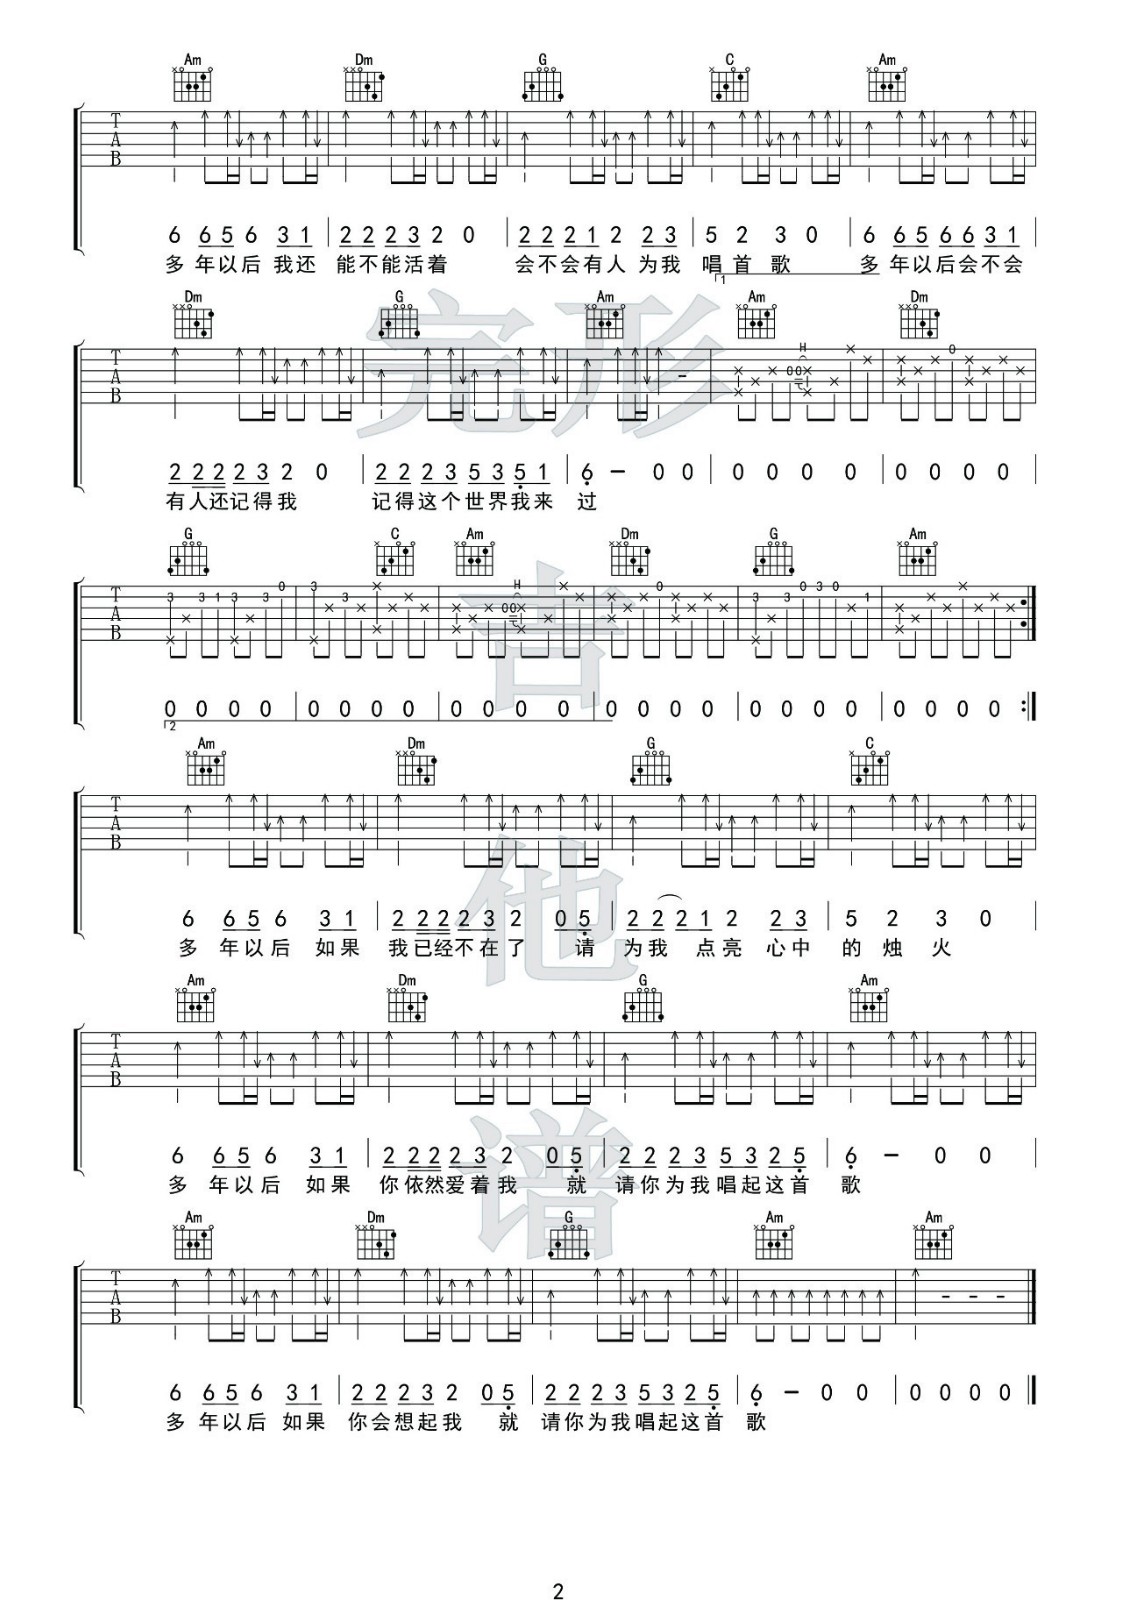 Am Dm G C Am
T
A
B
6 6 5 6 3 1 | 2 2 2 3 2 0 | 2 2 2 1 2 2 3 | 5 2 3 0 | 6 6 5 6 6 3 1 |
多 年以后 我还 能不能活着 会不会有人 为我 唱首歌 多 年以后会不会
1
Dm G Am Am Dm
T
A
B
H 0 0 0
2 2 2 2 3 2 0 | 2 2 2 3 5 3 5 1 | 6 – 0 0 | 0 0 0 0 | 0 0 0 0 |
有人还记得我 记得这个世界我来 过
G C Am Dm G Am
T
A
B
3 3 1 3 3 0 3 3 0 0 H 0 3 3 0 3 0 1
0 0 0 0 | 0 0 0 0 | 0 0 0 0 | 0 0 0 0 | 0 0 0 0 | 0 0 0 0 :|
2
Am Dm G C
T
A
B
6 6 5 6 3 1 | 2 2 2 2 3 2 0 5 | 2 2 2 1 2 2 3 | 5 2 3 0
多 年以后 如果 我已经不在了 请 为我 点亮 心中 的 烛 火
Am Dm G Am
T
A
B
6 6 5 6 3 1 | 2 2 2 2 3 2 0 5 | 2 2 2 3 5 3 2 5 | 6 – 0 0 |
多 年以后 如果 你依然爱着我 就 请你为我唱起这首 歌
Am Dm G Am Am
T
A
B
6 6 5 6 3 1 | 2 2 2 3 2 0 5 | 2 2 2 3 5 3 2 5 | 6 – 0 0 | 0 0 0 0 ‖
多 年以后 如果 你会想起我 就 请你为我唱起这首 歌
完形吉他谱
2